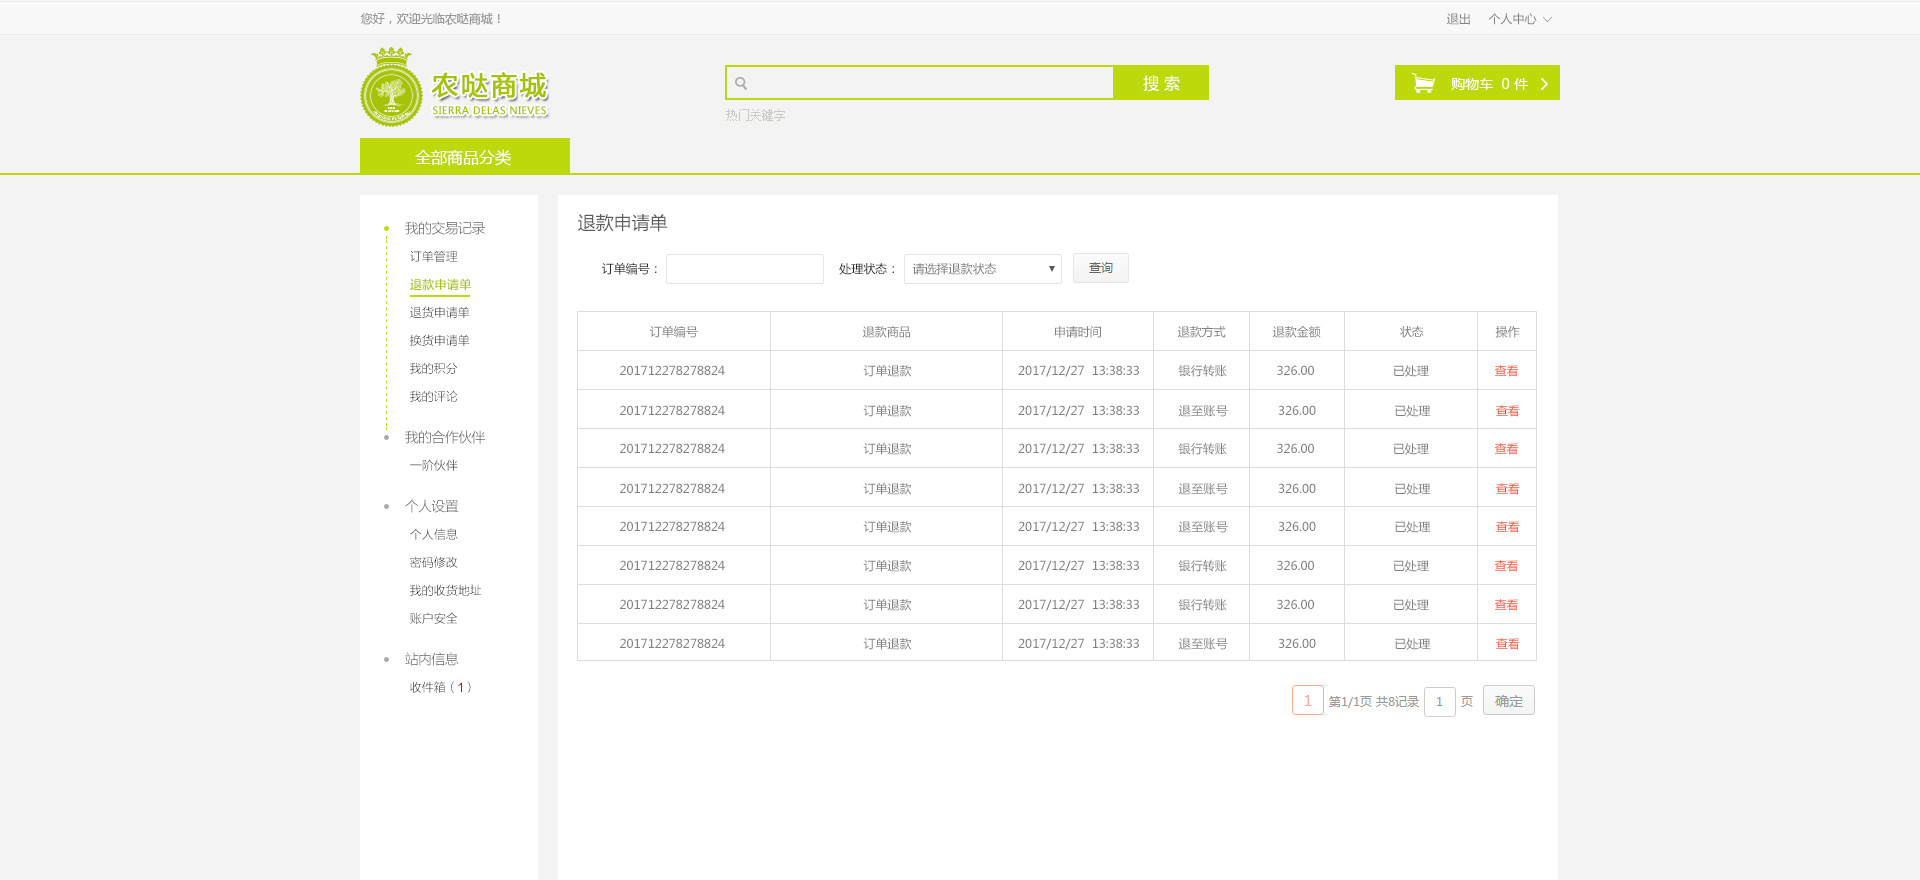 您好，欢迎光临农哒商城！
退出 个人中心
农哒商城
SIERRA DELAS NIEVES
搜 索
购物车 0 件
热门关键字
全部商品分类
我的交易记录
订单管理
退款申请单
退货申请单
换货申请单
我的积分
我的评论
我的合作伙伴
一阶伙伴
个人设置
个人信息
密码修改
我的收货地址
账户安全
站内信息
收件箱（1）
退款申请单
订单编号： 处理状态： 请选择退款状态 查询
订单编号 退款商品 申请时间 退款方式 退款金额 状态 操作
201712278278824 订单退款 2017/12/27 13:38:33 银行转账 326.00 已处理 查看
201712278278824 订单退款 2017/12/27 13:38:33 退至账号 326.00 已处理 查看
201712278278824 订单退款 2017/12/27 13:38:33 银行转账 326.00 已处理 查看
201712278278824 订单退款 2017/12/27 13:38:33 退至账号 326.00 已处理 查看
201712278278824 订单退款 2017/12/27 13:38:33 退至账号 326.00 已处理 查看
201712278278824 订单退款 2017/12/27 13:38:33 银行转账 326.00 已处理 查看
201712278278824 订单退款 2017/12/27 13:38:33 银行转账 326.00 已处理 查看
201712278278824 订单退款 2017/12/27 13:38:33 退至账号 326.00 已处理 查看
1 第1/1页 共8记录 1 页 确定